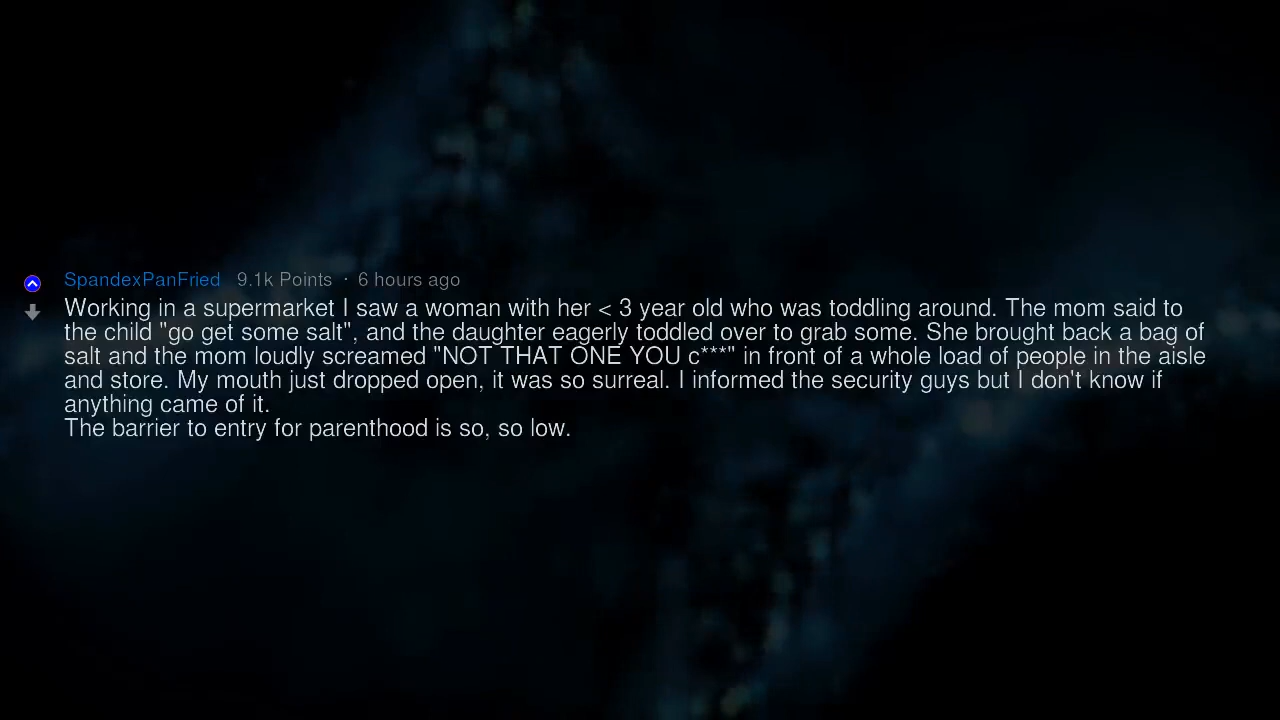 SpandexPanFried 9.1k Points · 6 hours ago
Working in a supermarket I saw a woman with her < 3 year old who was toddling around. The mom said to
the child "go get some salt", and the daughter eagerly toddled over to grab some. She brought back a bag of
salt and the mom loudly screamed "NOT THAT ONE YOU c***" in front of a whole load of people in the aisle
and store. My mouth just dropped open, it was so surreal. I informed the security guys but I don't know if
anything came of it.
The barrier to entry for parenthood is so, so low.